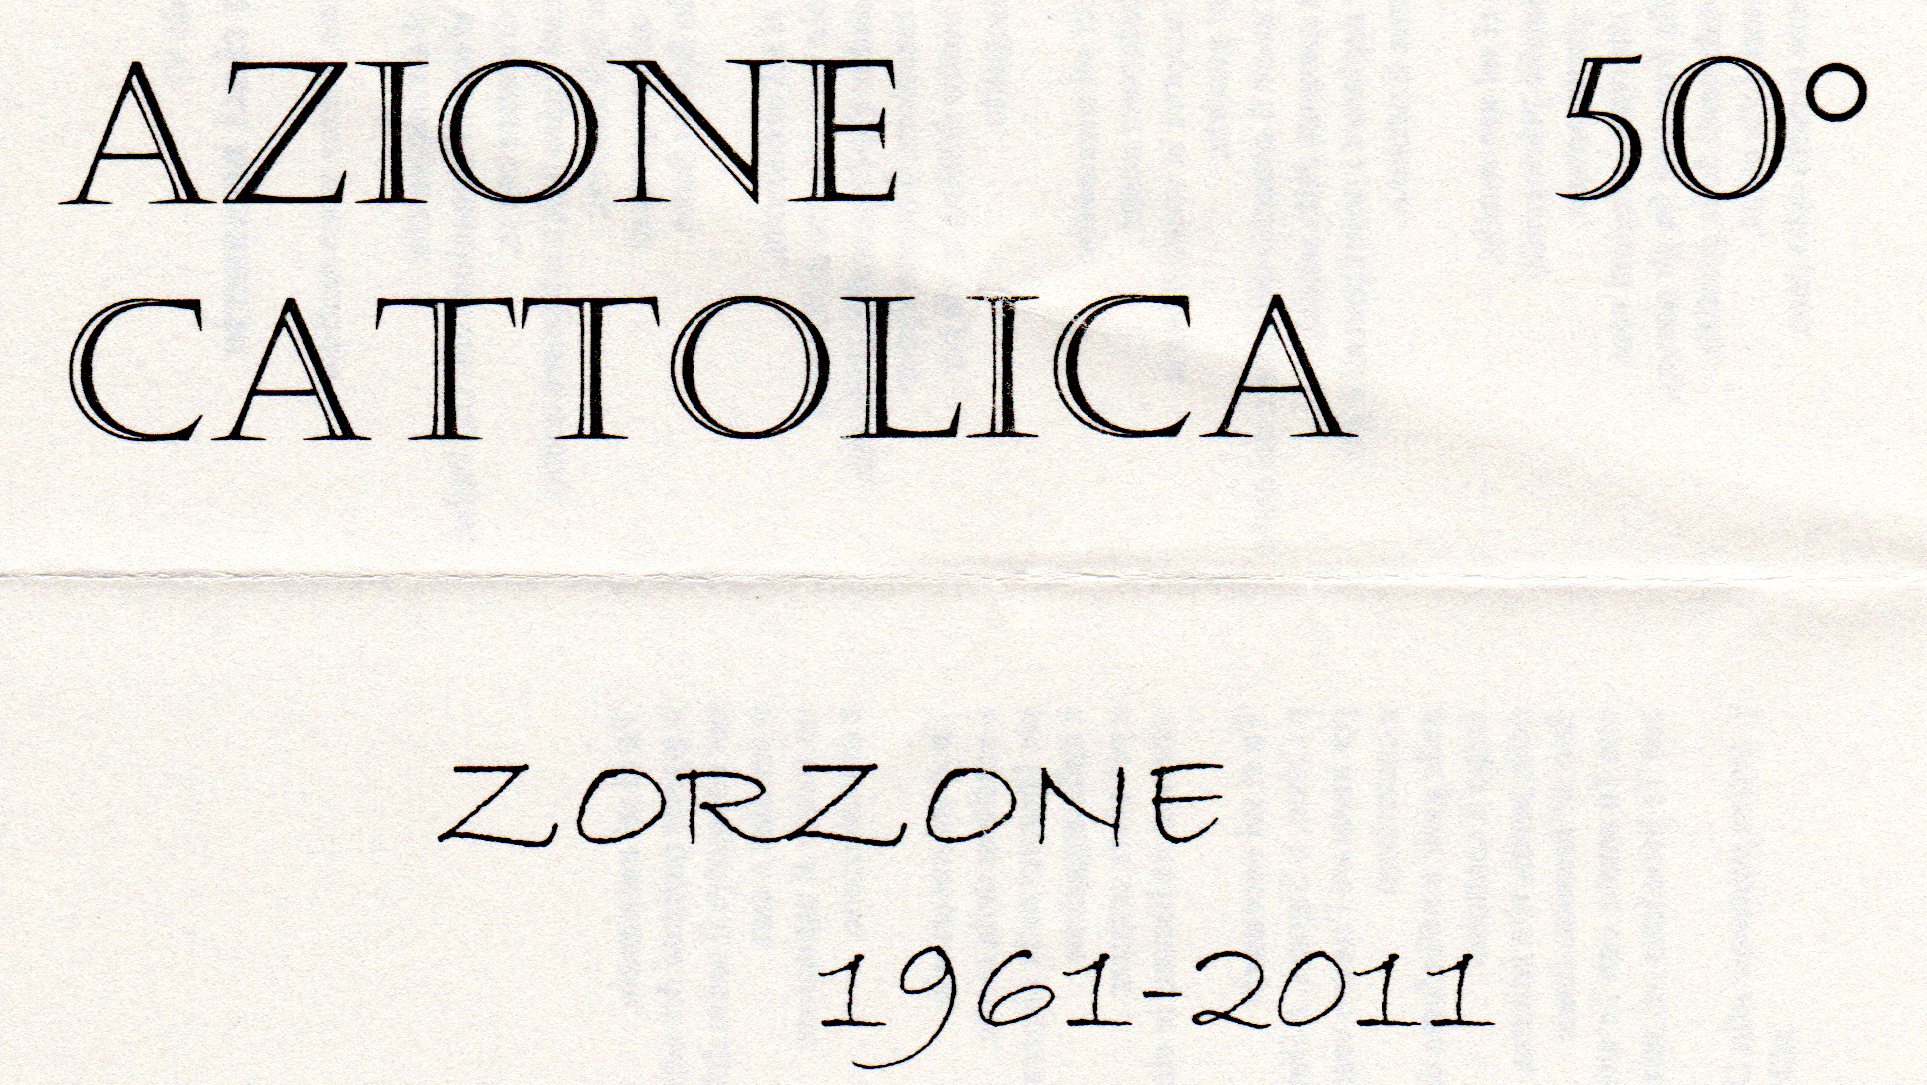 AZIONE 50°
CATTOLICA
ZORZONE
1961-2011